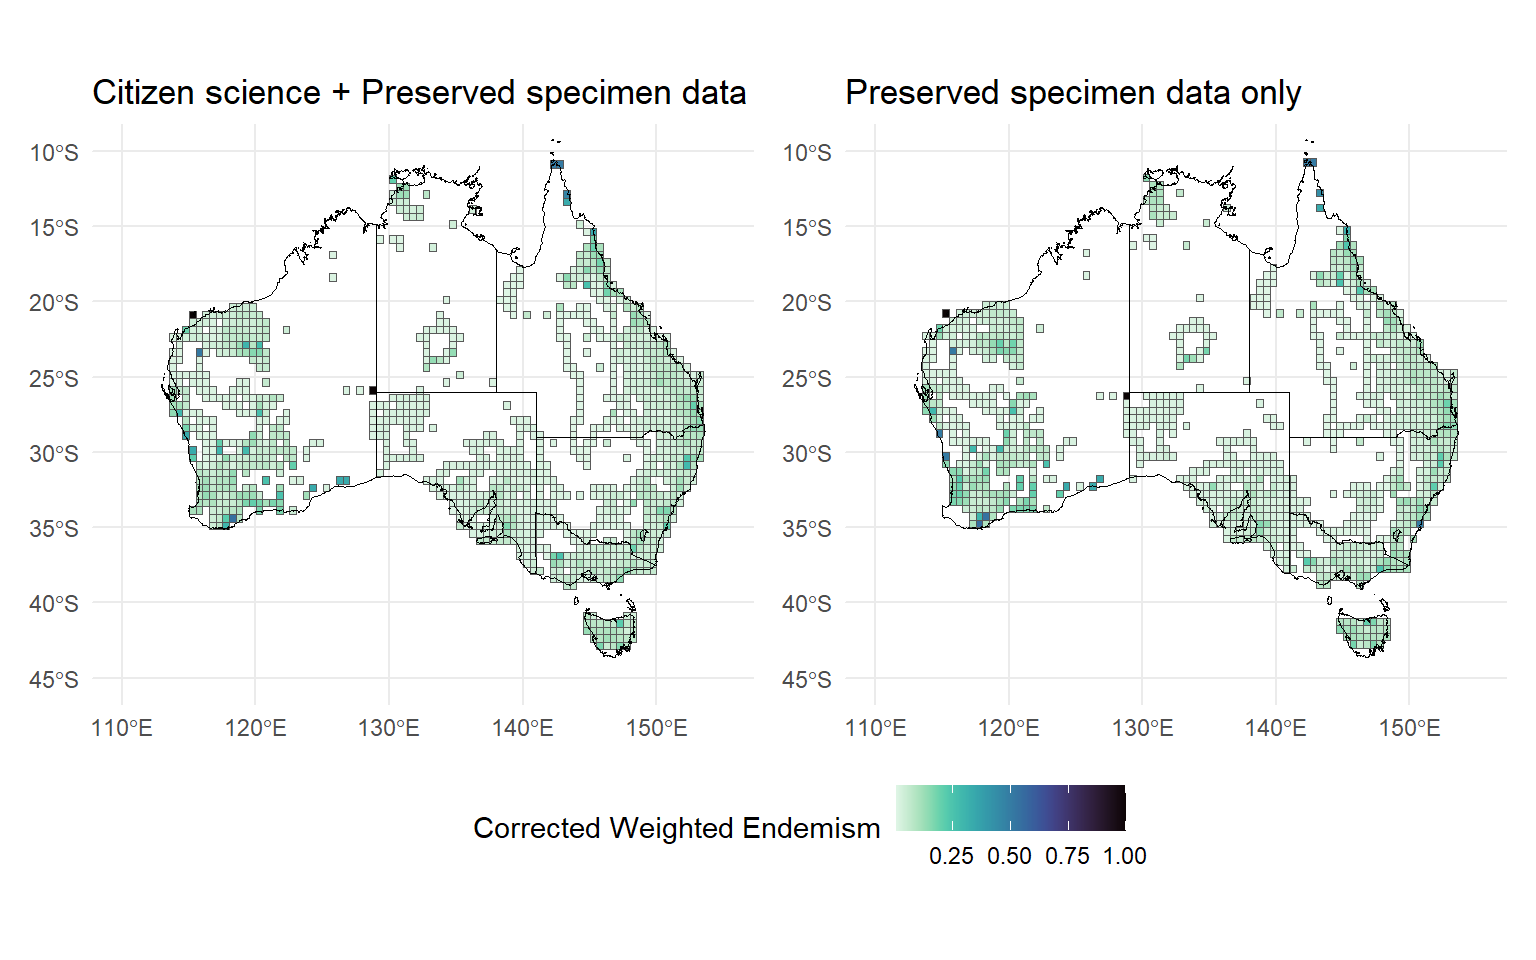 Citizen science + Preserved specimen data
Preserved specimen data only
10°S
15°S
20°S
25°S
30°S
35°S
40°S
45°S
110°E 120°E 130°E 140°E 150°E
10°S
15°S
20°S
25°S
30°S
35°S
40°S
45°S
110°E 120°E 130°E 140°E 150°E
Corrected Weighted Endemism
0.25 0.50 0.75 1.00